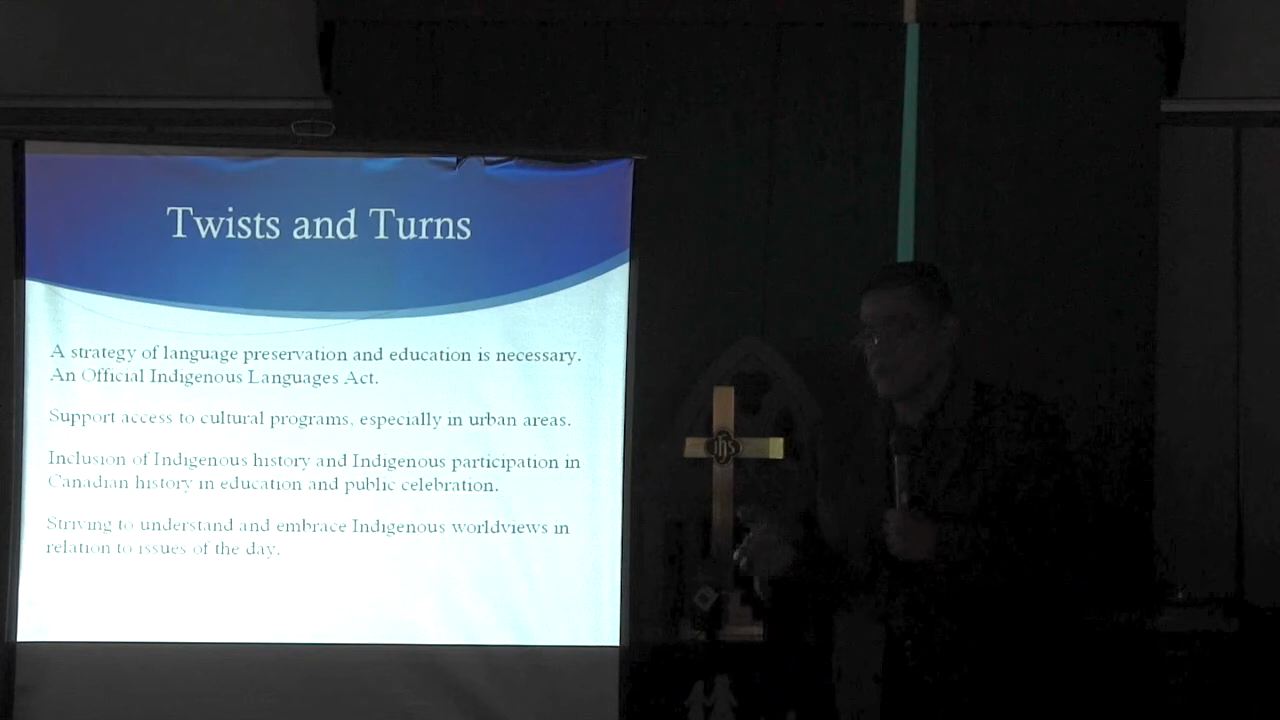 Twists and Turns
A strategy of language preservation and education is necessary.
An Official Indigenous Languages Act.
Support access to cultural programs, especially in urban areas.
Inclusion of Indigenous history and Indigenous participation in
Canadian history in education and public celebration.
Striving to understand and embrace Indigenous worldviews in
relation to issues of the day.
ihs